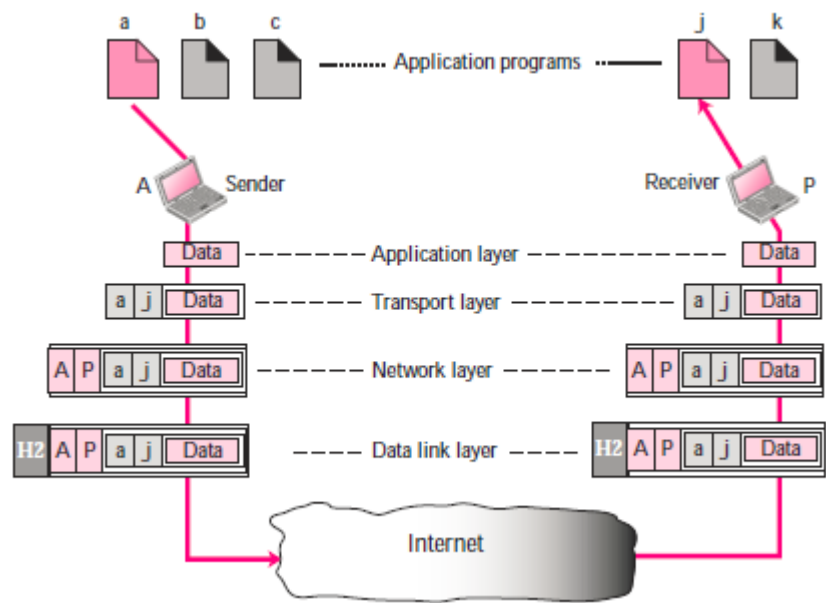 a b c j k
Application programs
A Sender Receiver P
Data Application layer Data
a j Data Transport layer a j Data
A P a j Data Network layer A P a j Data
H2 A P a j Data Data link layer H2 A P a j Data
Internet